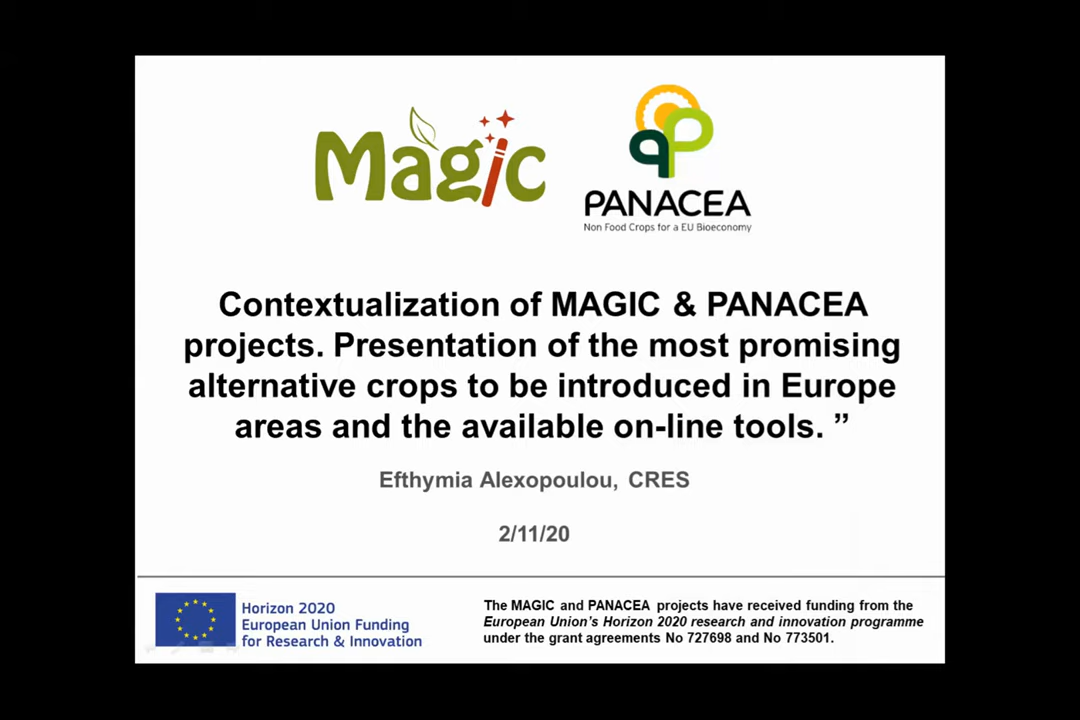 Magic
PANACEA
Non Food Crops for a EU Bioeconomy
Contextualization of MAGIC & PANACEA
projects. Presentation of the most promising
alternative crops to be introduced in Europe
areas and the available on-line tools. ”
Efthymia Alexopoulou, CRES
2/11/20
Horizon 2020
European Union Funding
for Research & Innovation
The MAGIC and PANACEA projects have received funding from the
European Union’s Horizon 2020 research and innovation programme
under the grant agreements No 727698 and No 773501.